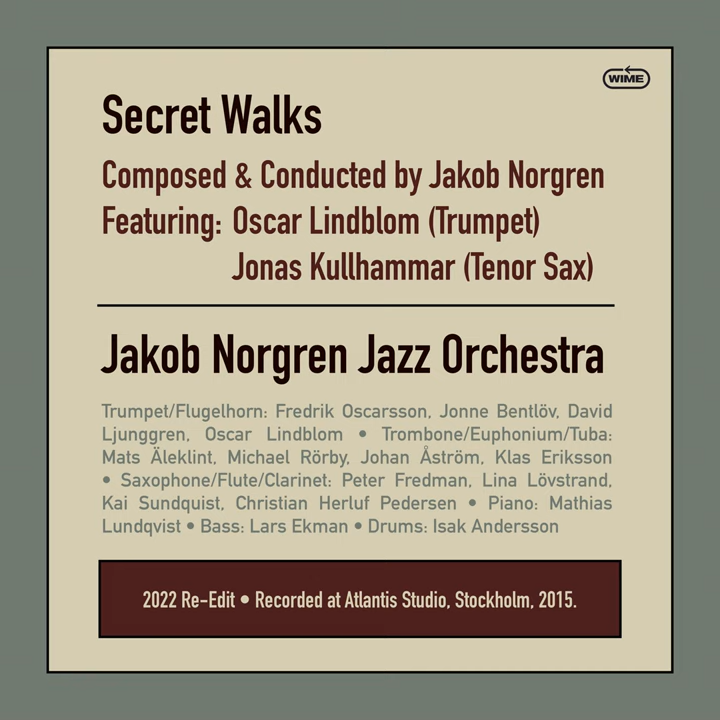 WIME
Secret Walks
Composed & Conducted by Jakob Norgren
Featuring: Oscar Lindblom (Trumpet)
Jonas Kullhammar (Tenor Sax)
Jakob Norgren Jazz Orchestra
Trumpet/Flugelhorn: Fredrik Oscarsson, Jonne Bentlöv, David
Ljunggren, Oscar Lindblom • Trombone/Euphonium/Tuba:
Mats Äleklint, Michael Rörby, Johan Åström, Klas Eriksson
• Saxophone/Flute/Clarinet: Peter Fredman, Lina Lövstrand,
Kai Sundquist, Christian Herluf Pedersen • Piano: Mathias
Lundqvist • Bass: Lars Ekman • Drums: Isak Andersson
2022 Re-Edit • Recorded at Atlantis Studio, Stockholm, 2015.